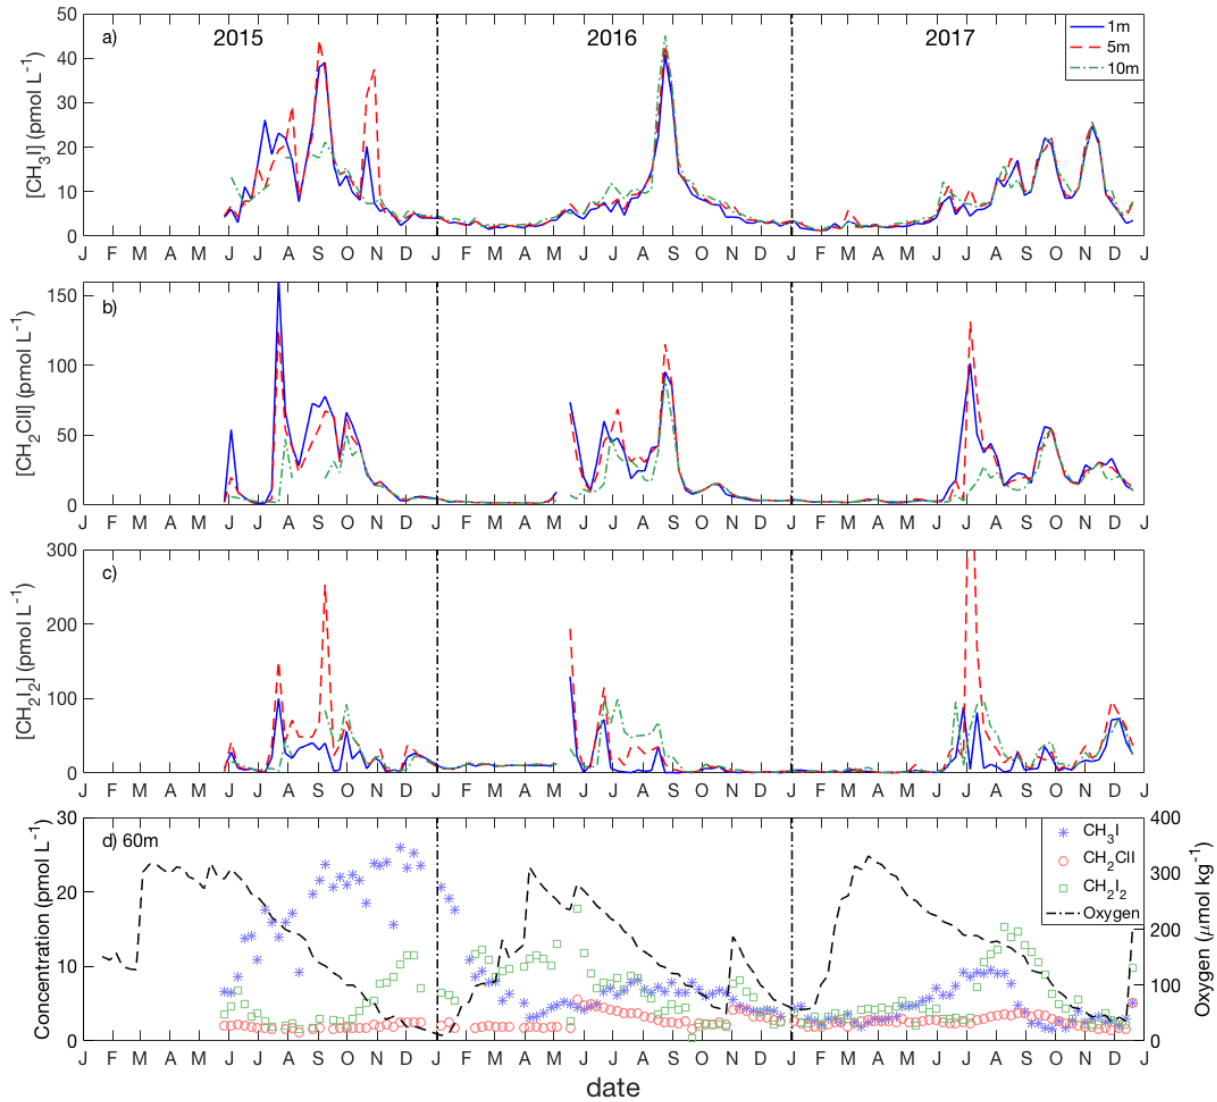 a)
2015
2016
2017
1m
5m
10m
[CH3I] (pmol L⁻¹)
50
40
30
20
10
0
J F M A M J J A S O N D J F M A M J J A S O N D J F M A M J J A S O N D J
b)
[CH2ClI] (pmol L⁻¹)
150
100
50
0
J F M A M J J A S O N D J F M A M J J A S O N D J F M A M J J A S O N D J
c)
[CH2I2] (pmol L⁻¹)
300
200
100
0
J F M A M J J A S O N D J F M A M J J A S O N D J F M A M J J A S O N D J
d) 60m
CH3I
CH2ClI
CH2I2
Oxygen
Concentration (pmol L⁻¹)
30
20
10
0
Oxygen (μmol kg⁻¹)
400
300
200
100
0
J F M A M J J A S O N D J F M A M J J A S O N D J F M A M J J A S O N D J
date